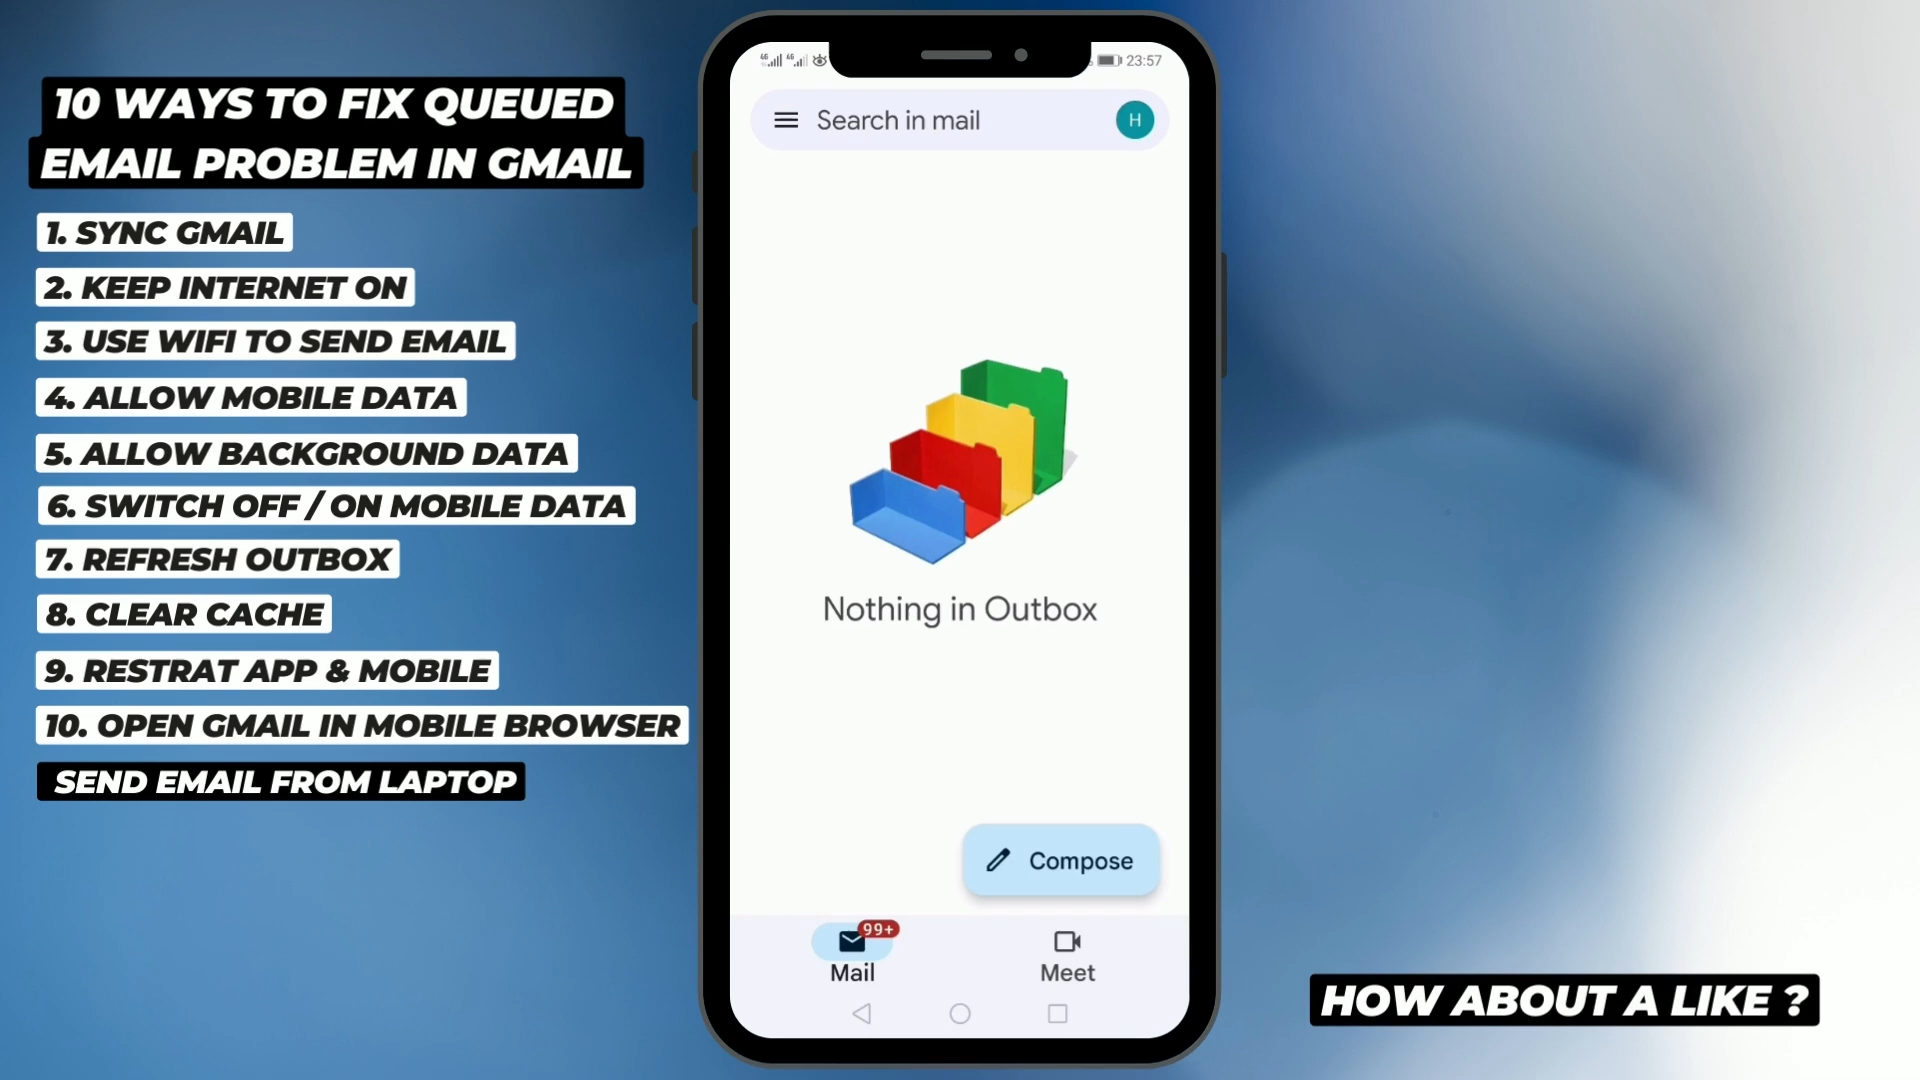 10 WAYS TO FIX QUEUED
EMAIL PROBLEM IN GMAIL
1. SYNC GMAIL
2. KEEP INTERNET ON
3. USE WIFI TO SEND EMAIL
4. ALLOW MOBILE DATA
5. ALLOW BACKGROUND DATA
6. SWITCH OFF / ON MOBILE DATA
7. REFRESH OUTBOX
8. CLEAR CACHE
9. RESTRAT APP & MOBILE
10. OPEN GMAIL IN MOBILE BROWSER
SEND EMAIL FROM LAPTOP
4G 4G 23:57
Search in mail H
Nothing in Outbox
Compose
99+
Mail Meet
HOW ABOUT A LIKE ?